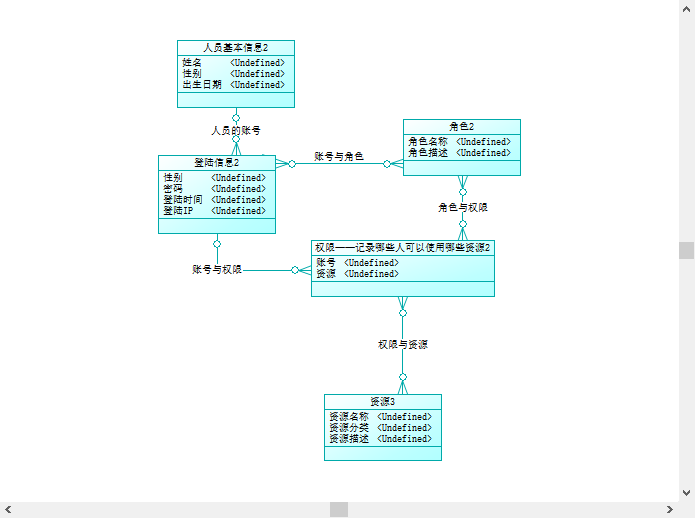 人员基本信息2
姓名 <Undefined>
性别 <Undefined>
出生日期 <Undefined>
人员的账号
角色2
角色名称 <Undefined>
角色描述 <Undefined>
账号与角色
登陆信息2
性别 <Undefined>
密码 <Undefined>
登陆时间 <Undefined>
登陆IP <Undefined>
角色与权限
权限——记录哪些人可以使用哪些资源2
账号 <Undefined>
资源 <Undefined>
账号与权限
权限与资源
资源3
资源名称 <Undefined>
资源分类 <Undefined>
资源描述 <Undefined>